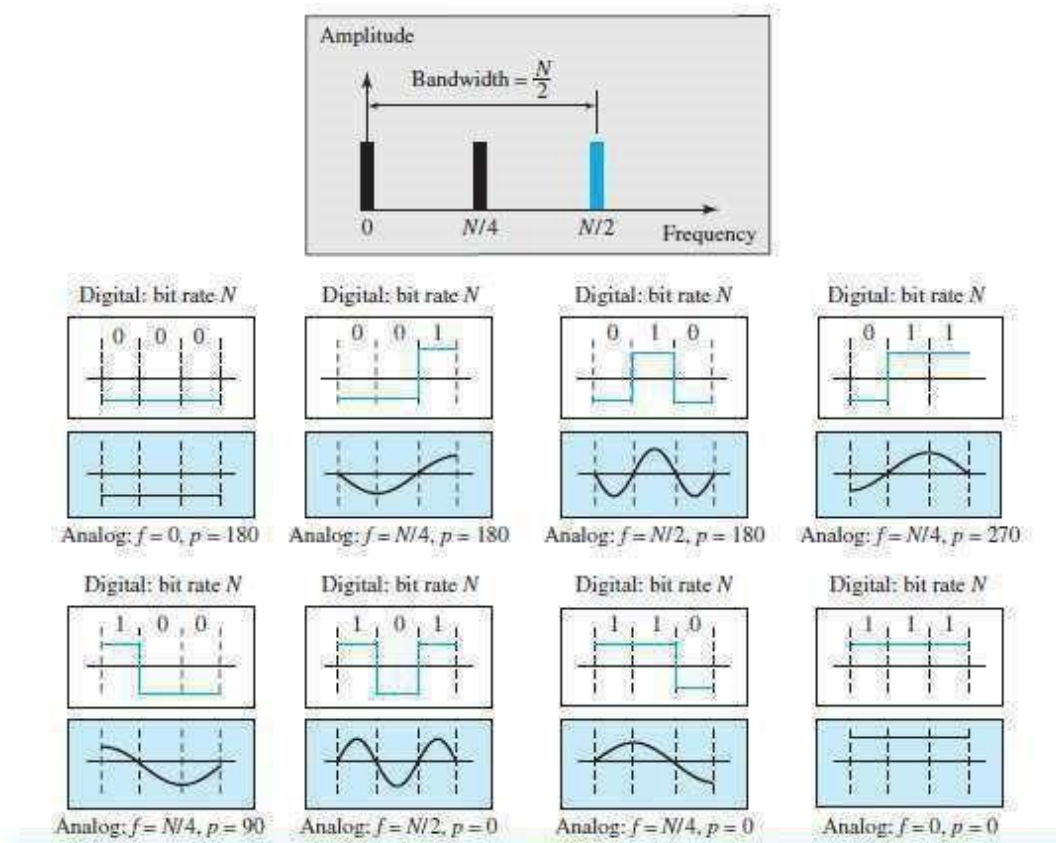 Amplitude
Bandwidth = N/2
0 N/4 N/2 Frequency
Digital: bit rate N Digital: bit rate N Digital: bit rate N Digital: bit rate N
0 0 0 0 0 1 0 1 0 0 1 1
Analog: f = 0, p = 180 Analog: f = N/4, p = 180 Analog: f = N/2, p = 180 Analog: f = N/4, p = 270
Digital: bit rate N Digital: bit rate N Digital: bit rate N Digital: bit rate N
1 0 0 1 0 1 1 1 0 1 1 1
Analog: f = N/4, p = 90 Analog: f = N/2, p = 0 Analog: f = N/4, p = 0 Analog: f = 0, p = 0